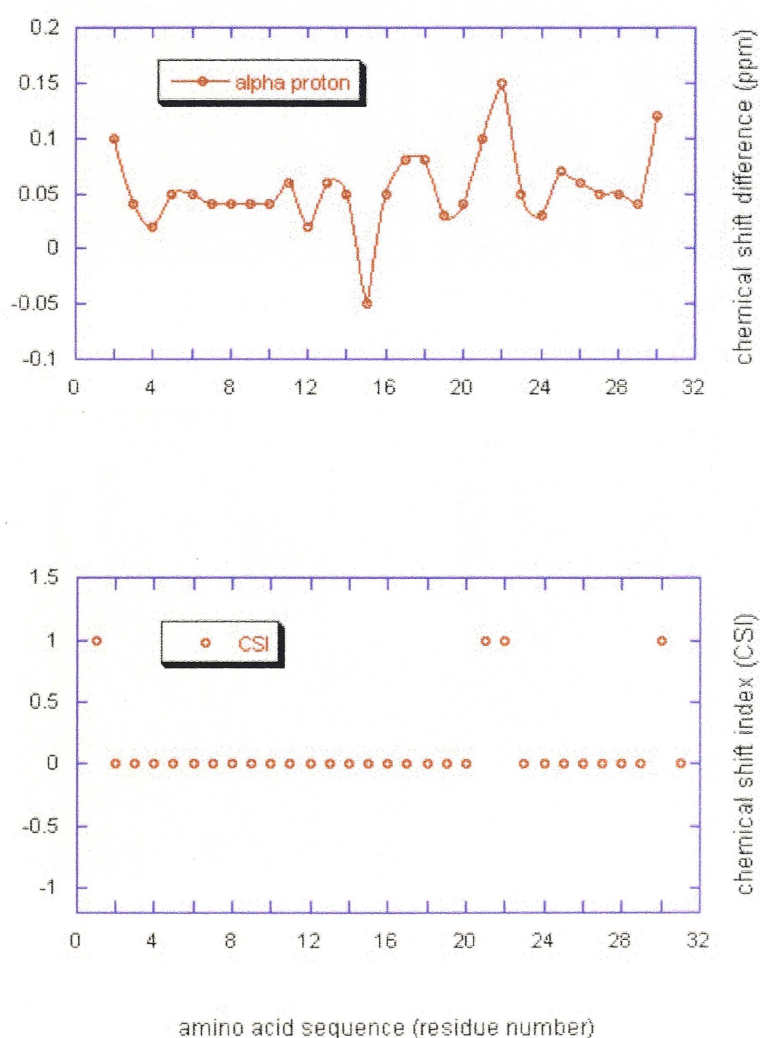 0.2
0.15
0.1
0.05
0
-0.05
-0.1
alpha proton
chemical shift difference (ppm)
0 4 8 12 16 20 24 28 32
1.5
1
0.5
0
-0.5
-1
CSI
chemical shift index (CSI)
0 4 8 12 16 20 24 28 32
amino acid sequence (residue number)